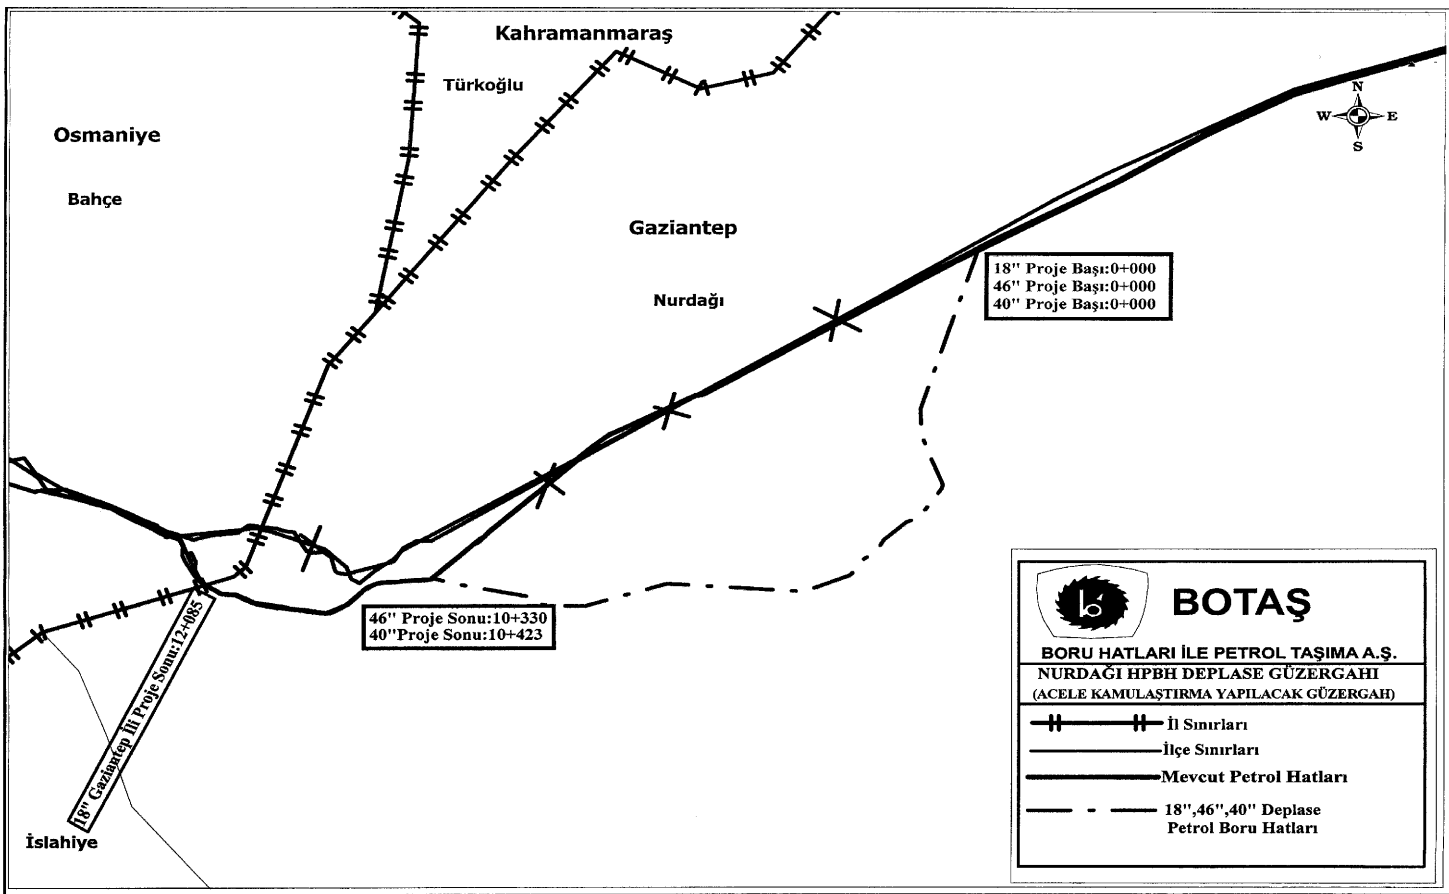 Kahramanmaraş
Türkoğlu
Osmaniye
Bahçe
N
W
E
S
Gaziantep
Nurdağı
18" Proje Başı:0+000
46" Proje Başı:0+000
40" Proje Başı:0+000
46" Proje Sonu:10+330
40"Proje Sonu:10+423
18" Gaziantep İli Proje Sonu:12+085
İslahiye
BOTAŞ
BORU HATLARI İLE PETROL TAŞIMA A.Ş.
NURDAĞI HPBH DEPLASE GÜZERGAHI
(ACELE KAMULAŞTIRMA YAPILACAK GÜZERGAH)
İl Sınırları
İlçe Sınırları
Mevcut Petrol Hatları
18",46",40" Deplase
Petrol Boru Hatları